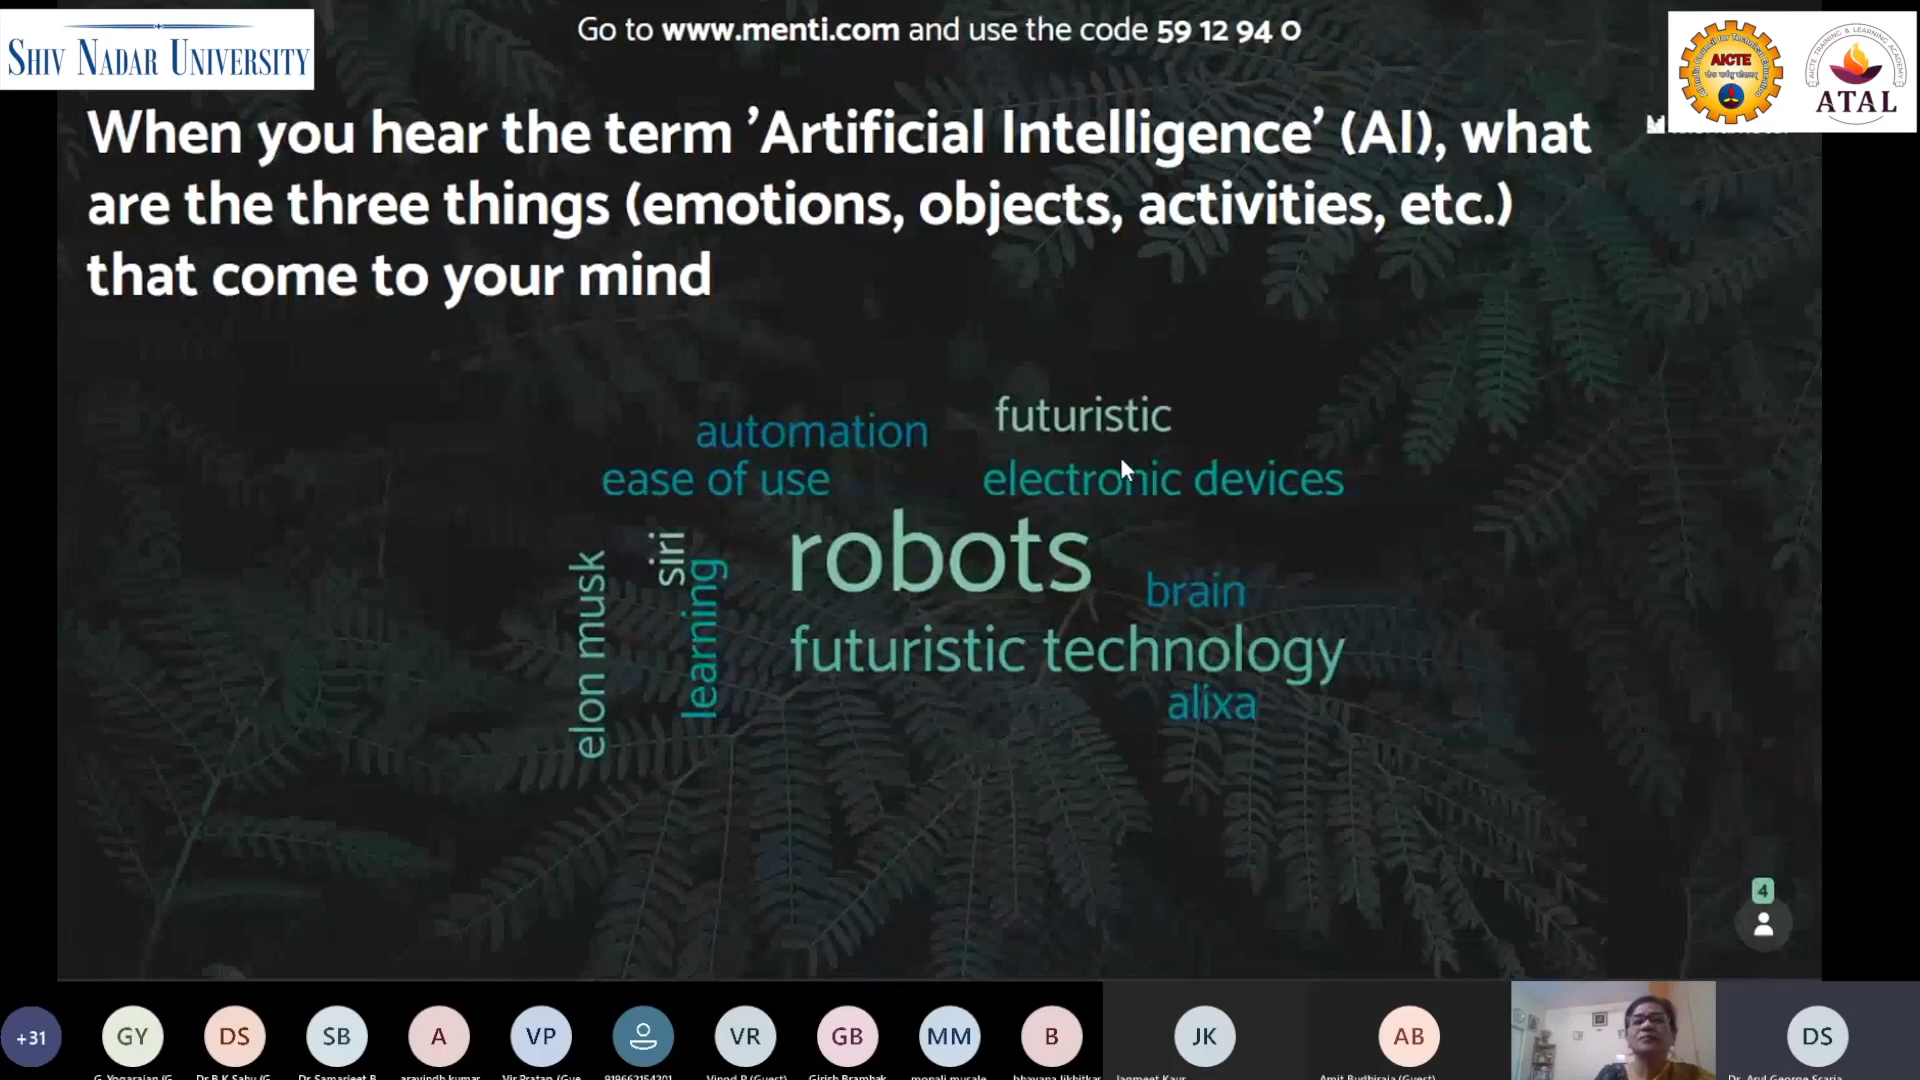 Go to www.menti.com and use the code 59 12 94 0
SHIV NADAR UNIVERSITY
AICTE
ATAL
When you hear the term ’Artificial Intelligence’ (AI), what
are the three things (emotions, objects, activities, etc.)
that come to your mind
futuristic
automation
ease of use
electronic devices
robots
siri
learning
elon musk
brain
futuristic technology
alixa
4
+31
GY
DS
SB
A
VP
VR
GB
MM
B
JK
AB
DS